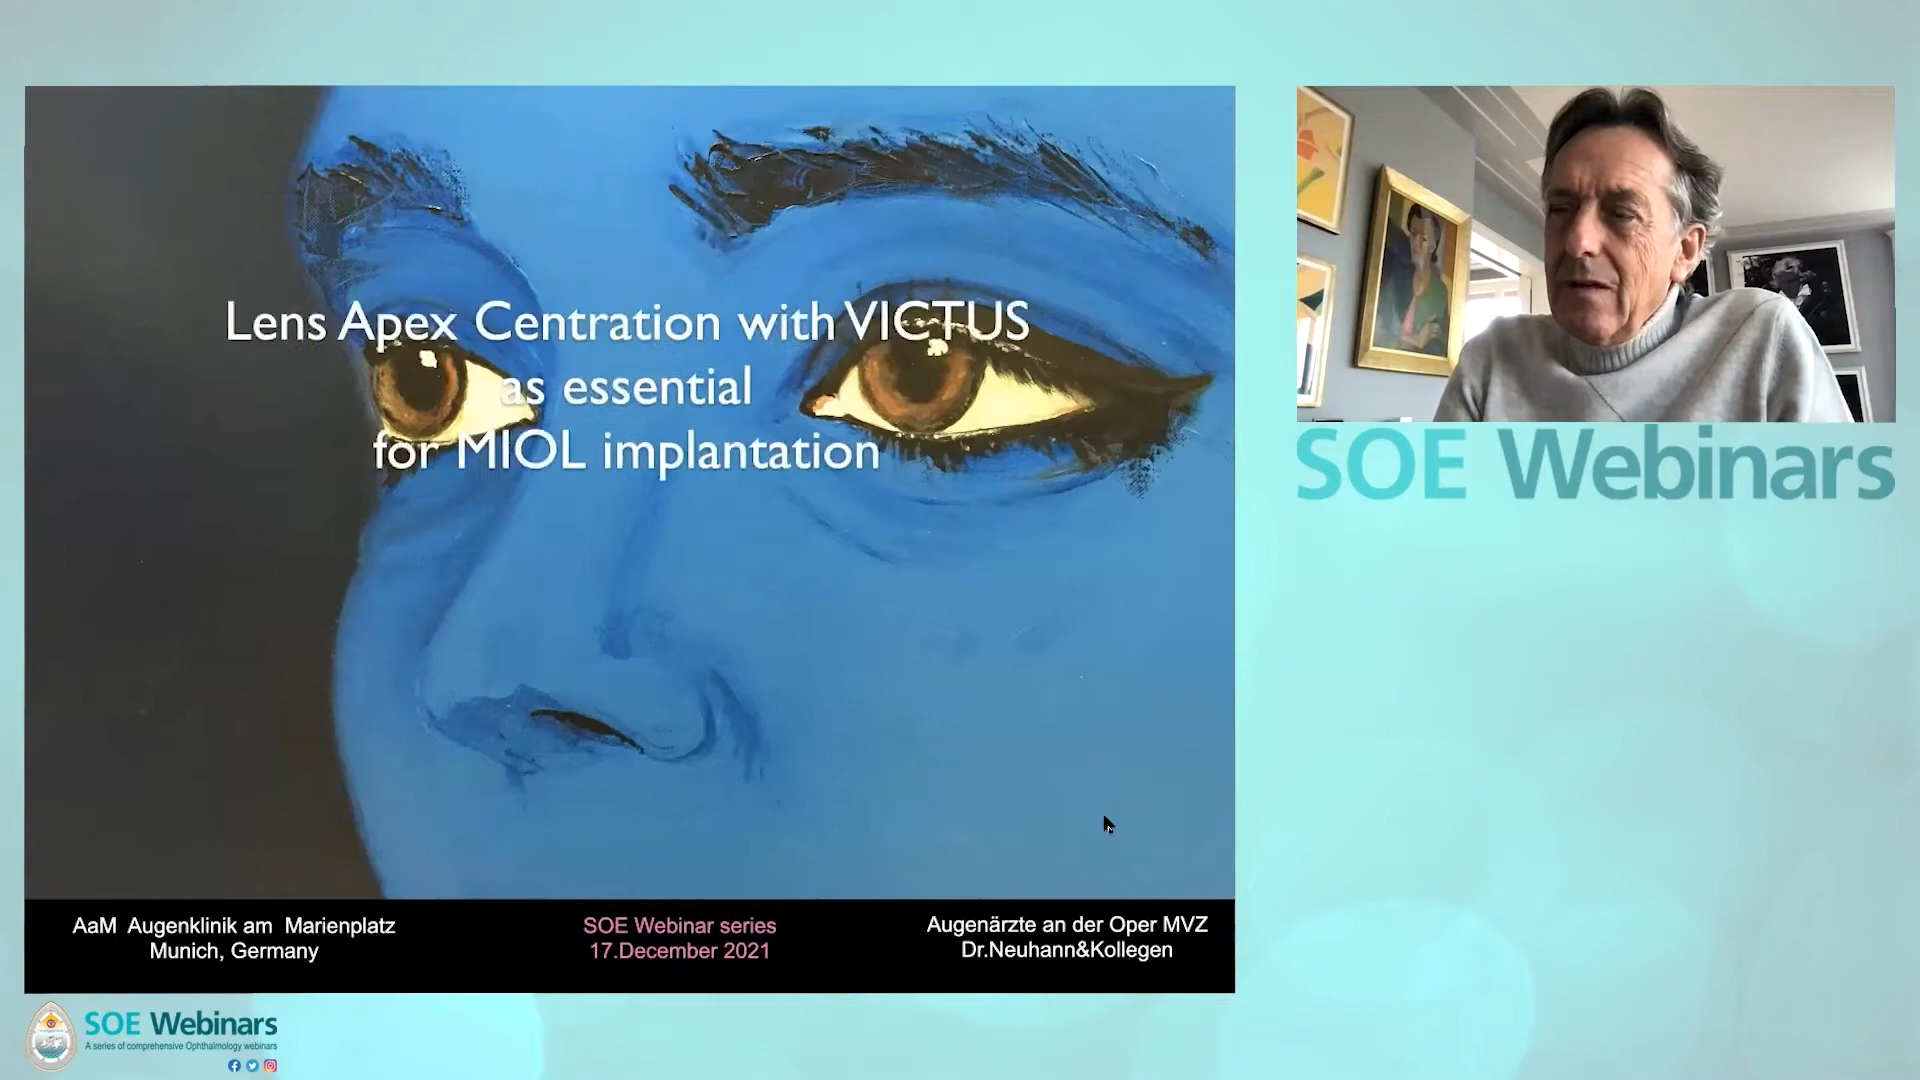 Lens Apex Centration with VICTUS
as essential
for MIOL implantation
SOE Webinars
AaM Augenklinik am Marienplatz
Munich, Germany
SOE Webinar series
17.December 2021
Augenärzte an der Oper MVZ
Dr.Neuhann&Kollegen
SOE Webinars
A series of comprehensive Ophthalmology webinars